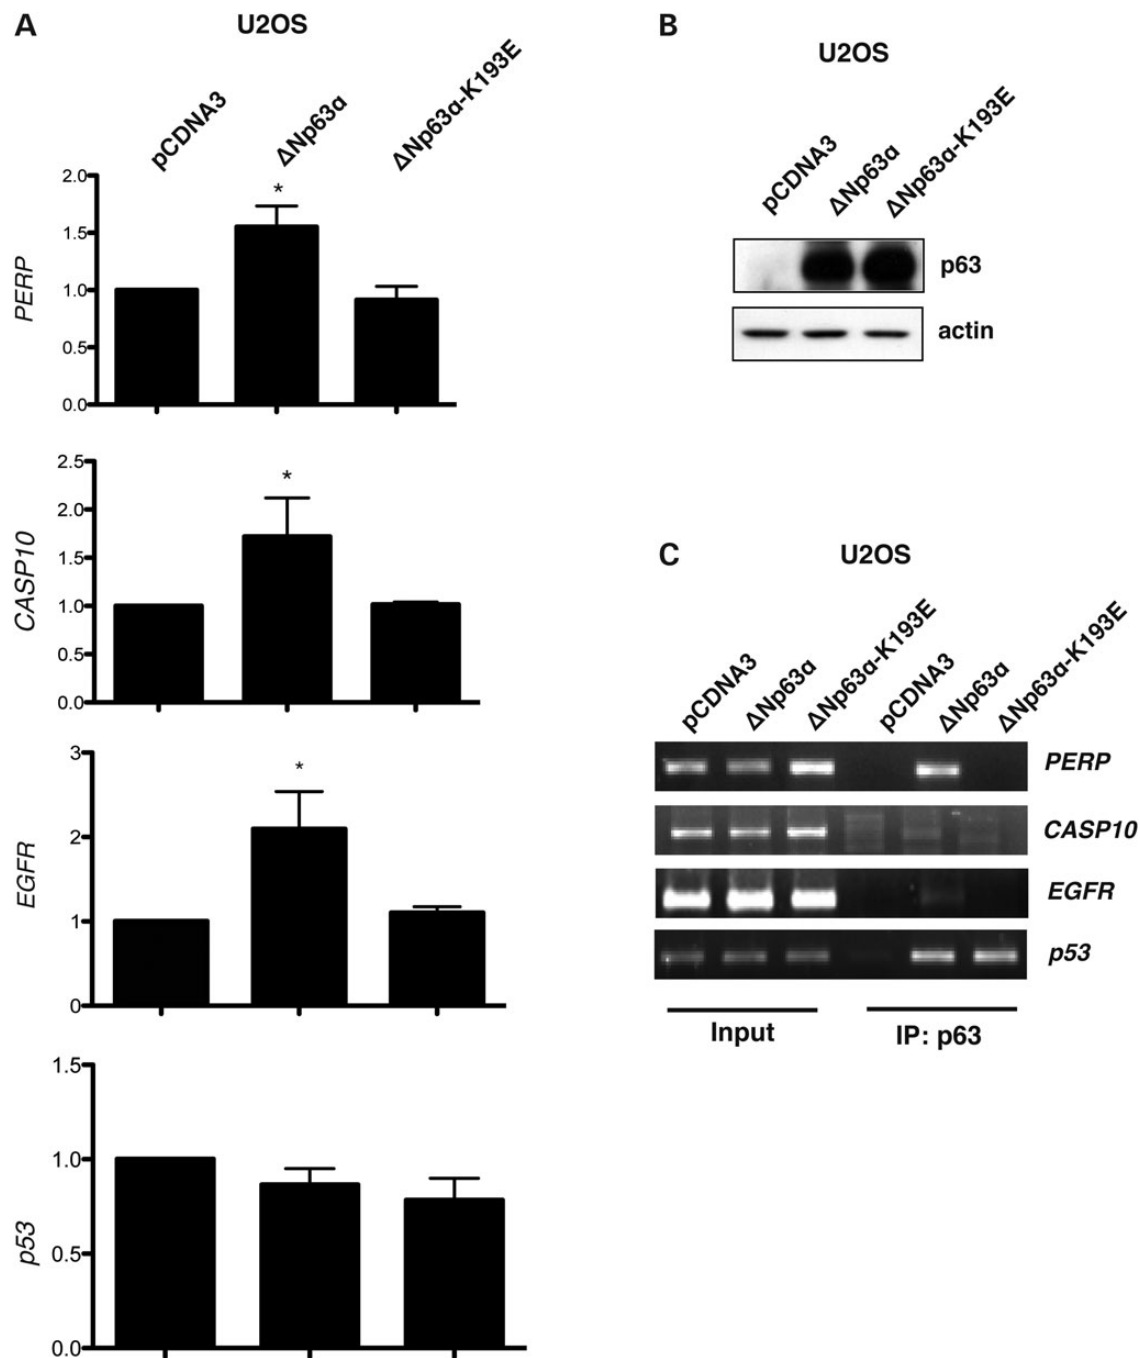 A
U2OS
pCDNA3
ΔNp63α
ΔNp63α-K193E
PERP
2.0
*
1.5
1.0
0.5
0.0
CASP10
2.5
*
2.0
1.5
1.0
0.5
0.0
EGFR
3
*
2
1
0
p53
1.5
1.0
0.5
0.0
B
U2OS
pCDNA3
ΔNp63α
ΔNp63α-K193E
p63
actin
C
U2OS
pCDNA3
ΔNp63α
ΔNp63α-K193E
pCDNA3
ΔNp63α
ΔNp63α-K193E
PERP
CASP10
EGFR
p53
Input
IP: p63